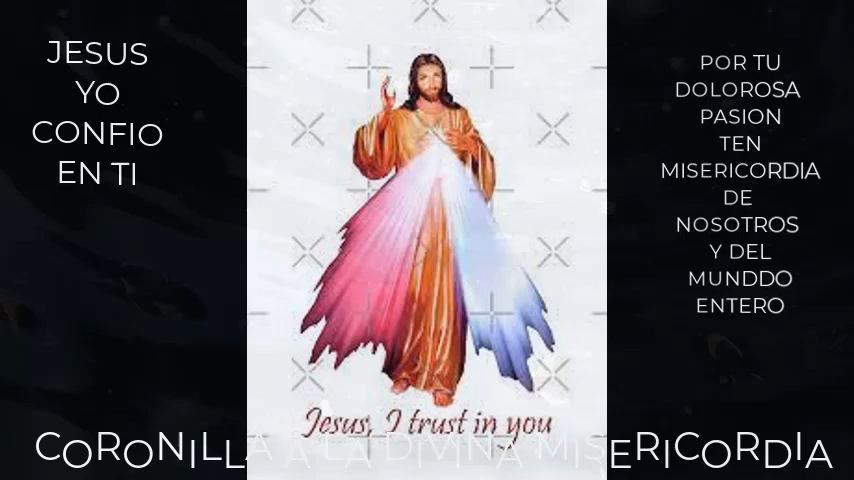 JESUS
YO
CONFIO
EN TI
POR TU
DOLOROSA
PASION
TEN
MISERICORDIA
DE
NOSOTROS
Y DEL
MUNDDO
ENTERO
Jesus, I trust in you
CORONILLA A LA DIVINA MISERICORDIA